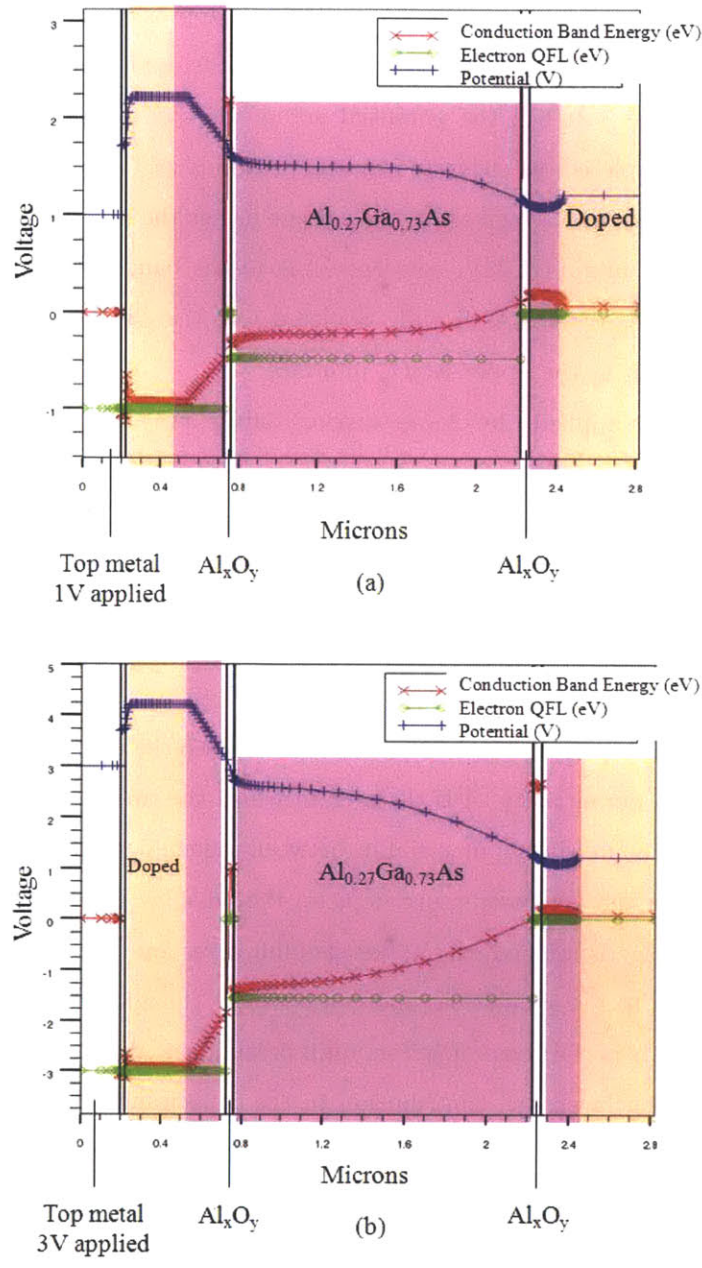 Conduction Band Energy (eV)
Electron QFL (eV)
Potential (V)
3
2
1
0
-1
Voltage
Al0.27Ga0.73As
Doped
0 0.4 0.8 1.2 1.6 2 2.4 2.8
Microns
Top metal
1V applied
AlxOy
AlxOy
(a)
Conduction Band Energy (eV)
Electron QFL (eV)
Potential (V)
5
4
3
2
1
0
-1
-2
-3
Voltage
Doped
Al0.27Ga0.73As
0 0.4 0.8 1.2 1.6 2 2.4 2.8
Microns
Top metal
3V applied
AlxOy
AlxOy
(b)